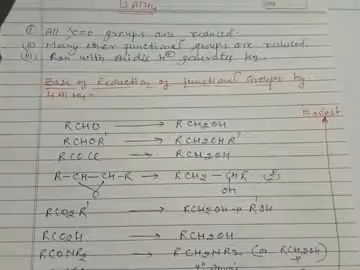 LiAlH4
(i) All >C=O groups are reduced.
(ii) Many other functional groups are reduced.
(iii) Rxn with Acidic H generates H2.
Ease of Reduction of functional Groups by
LiAlH4 -
Easiest
RCHO → RCH2OH
RCHOR' → RCH2OHR'
RCOCl → RCH2OH
R-CH-CH-R → RCH2-CHR
O
OH
RCO2R' → RCH2OH + R'OH
RCO2H → RCH2OH
RCONR2 → RCH2NR2 (or RCH2OH)